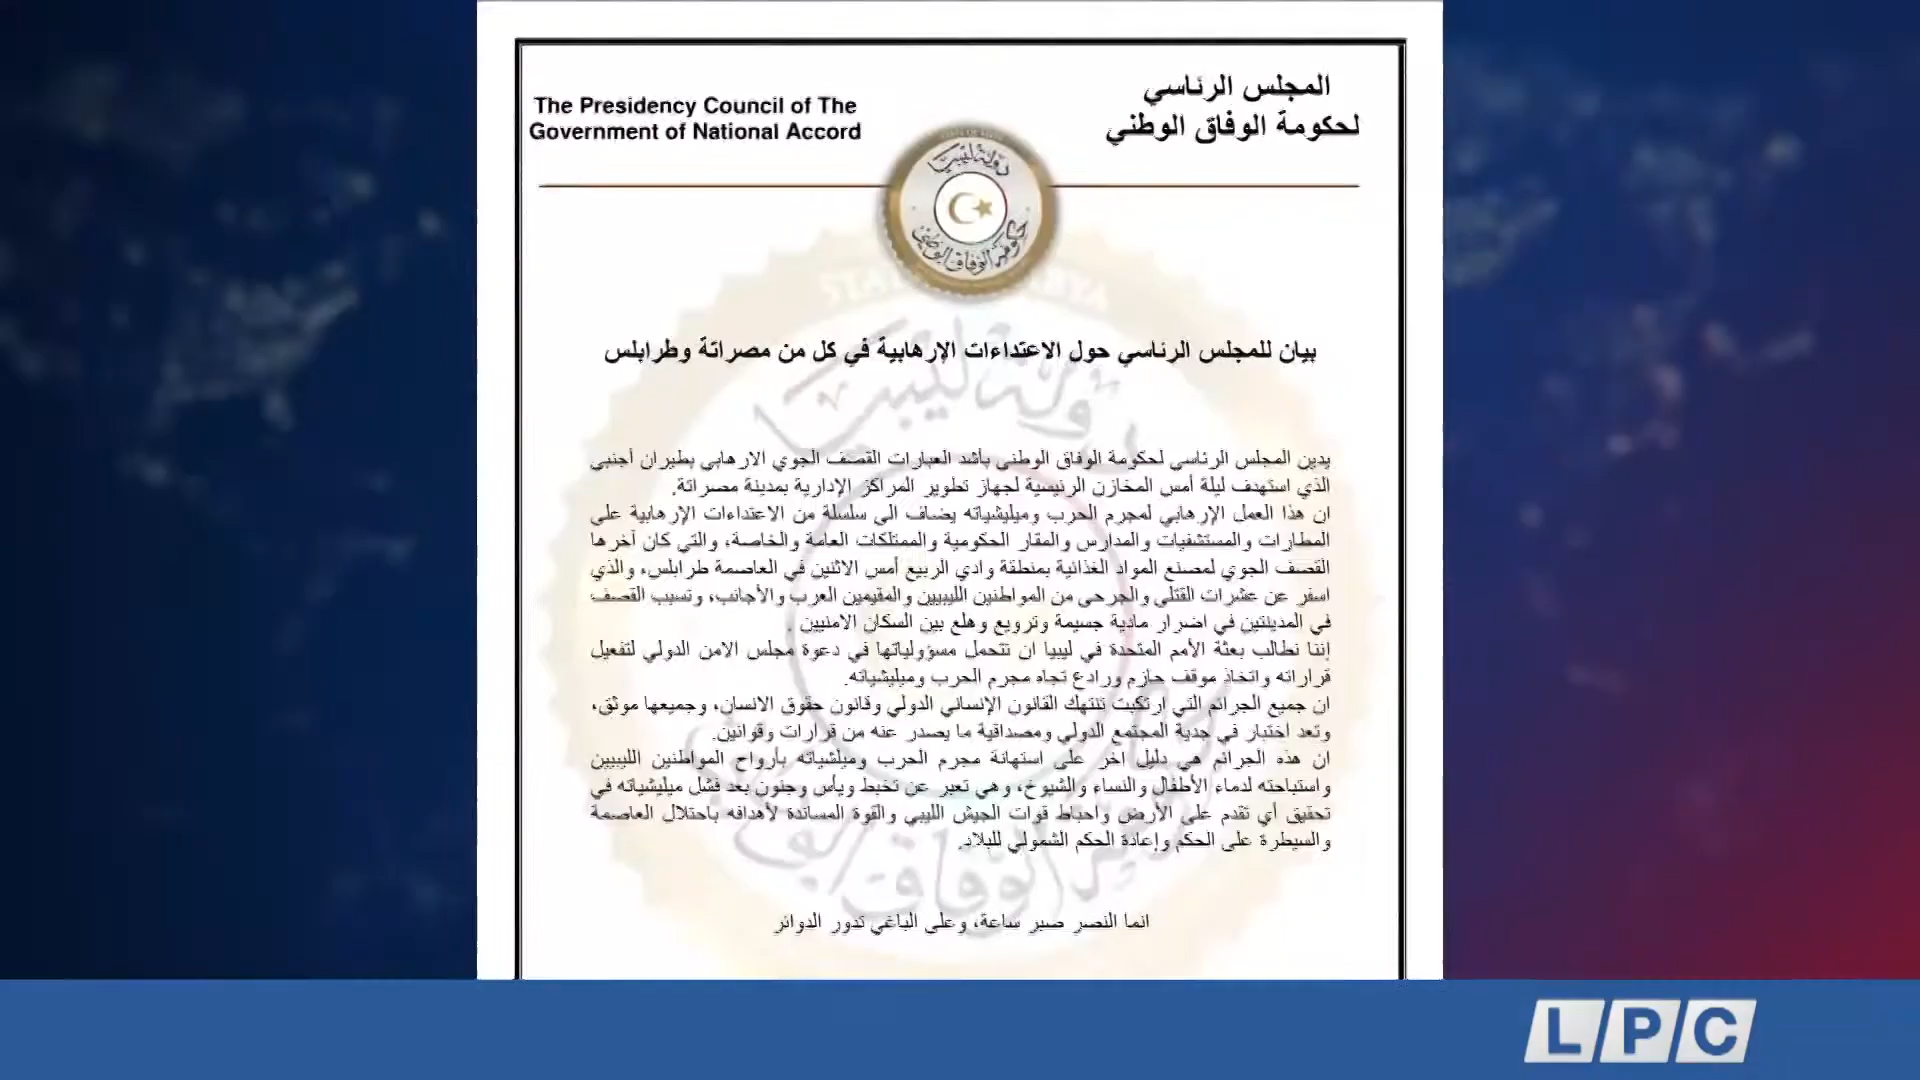 The Presidency Council of The
Government of National Accord
المجلس الرئاسي
لحكومة الوفاق الوطني
دولة ليبيا
حكومة الوفاق الوطني
بيان للمجلس الرئاسي حول الاعتداءات الإرهابية في كل من مصراتة وطرابلس
يدين المجلس الرئاسي لحكومة الوفاق الوطني بأشد العبارات القصف الجوي الارهابي بطيران أجنبي
الذي استهدف ليلة أمس المخازن الرئيسية لجهاز تطوير المراكز الإدارية بمدينة مصراتة.
ان هذا العمل الإرهابي لمجرم الحرب وميليشياته يضاف الى سلسلة من الاعتداءات الإرهابية على
المطارات والمستشفيات والمدارس والمقار الحكومية والممتلكات العامة والخاصة، والتي كان آخرها
القصف الجوي لمصنع المواد الغذائية بمنطقة وادي الربيع أمس الاثنين في العاصمة طرابلس، والذي
اسفر عن عشرات القتلى والجرحى من المواطنين الليبيين والمقيمين العرب والأجانب، وتسبب القصف
في المدينتين في اضرار مادية جسيمة وترويع وهلع بين السكان الامنيين .
إننا نطالب بعثة الأمم المتحدة في ليبيا ان تتحمل مسؤولياتها في دعوة مجلس الامن الدولي لتفعيل
قراراته واتخاذ موقف حازم ورادع تجاه مجرم الحرب وميليشياته.
ان جميع الجرائم التي ارتكبت تنتهك القانون الإنساني الدولي وقانون حقوق الانسان، وجميعها موثق،
وتعد اختبار في جدية المجتمع الدولي ومصداقية ما يصدر عنه من قرارات وقوانين.
ان هذه الجرائم هي دليل اخر على استهانة مجرم الحرب وميلشياته بأرواح المواطنين الليبيين
واستباحته لدماء الأطفال والنساء والشيوخ، وهي تعبر عن تخبط ويأس وجنون بعد فشل ميليشياته في
تحقيق أي تقدم على الأرض واحباط قوات الجيش الليبي والقوة المساندة لأهدافه باحتلال العاصمة
والسيطرة على الحكم وإعادة الحكم الشمولي للبلاد.
انما النصر صبر ساعة، وعلى الباغي تدور الدوائر
LPC